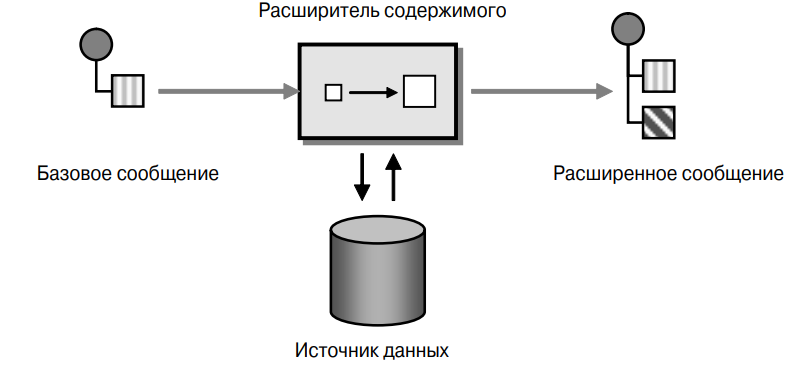 Расширитель содержимого
Базовое сообщение
Расширенное сообщение
Источник данных